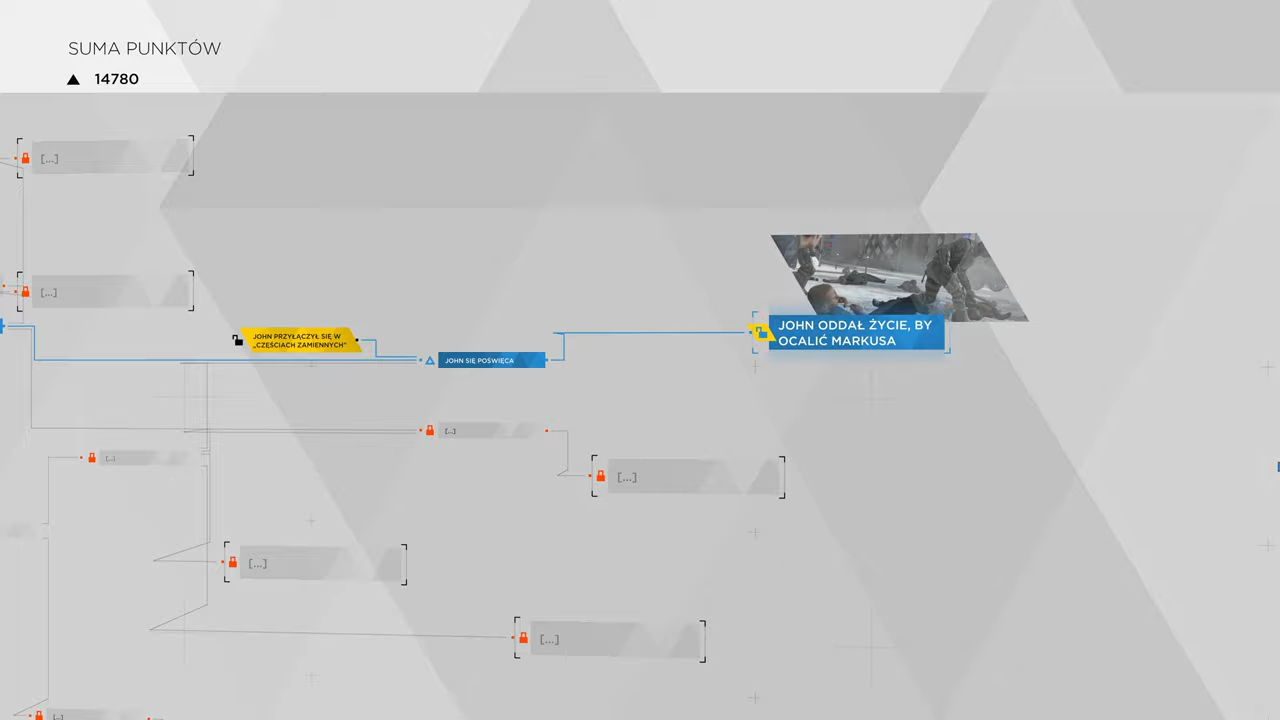 SUMA PUNKTÓW
14780
[...]
[...]
JOHN PRZYŁĄCZYŁ SIĘ W
„CZĘŚCIACH ZAMIENNYCH”
JOHN SIĘ POŚWIĘCA
JOHN ODDAŁ ŻYCIE, BY
OCALIĆ MARKUSA
[...]
[...]
[...]
[...]
[...]
[...]